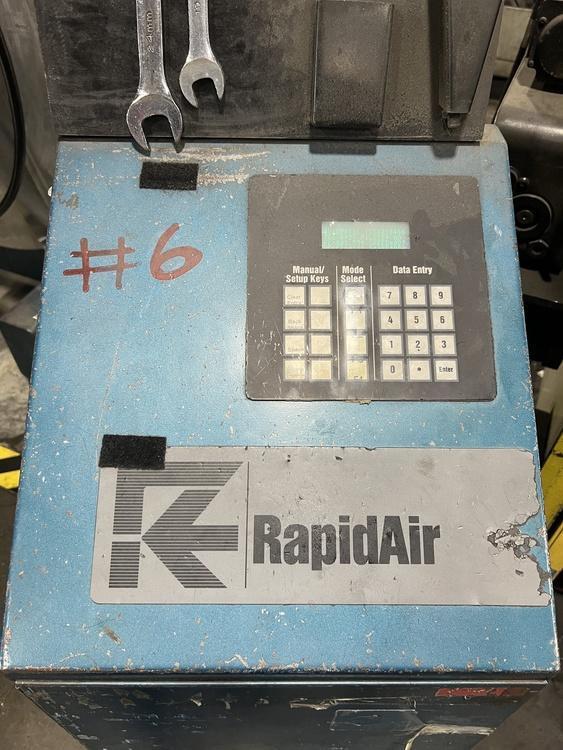 #6
Manual/
Setup Keys
Mode
Select
Data Entry
7 8 9
4 5 6
1 2 3
0 • Enter
RapidAir